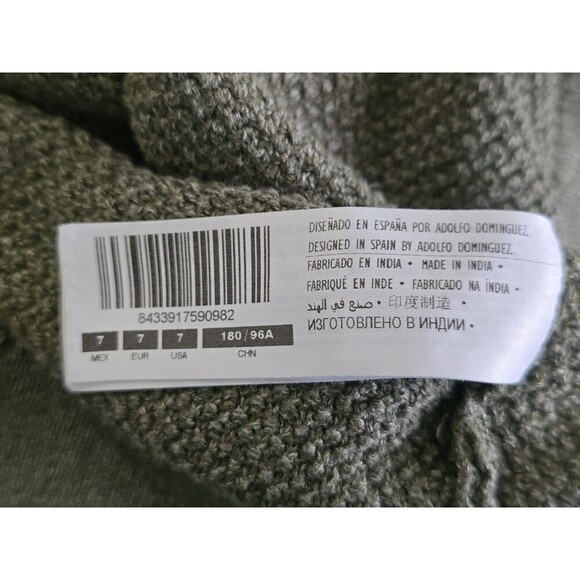 8433917590982
7 7 7 180/96A
MEX EUR USA CHN
DISEÑADO EN ESPAÑA POR ADOLFO DOMINGUEZ.
DESIGNED IN SPAIN BY ADOLFO DOMINGUEZ.
FABRICADO EN INDIA • MADE IN INDIA •
FABRIQUÉ EN INDE • FABRICADO NA ÍNDIA •
صنع في الهند • 印度制造 •
ИЗГОТОВЛЕНО В ИНДИИ •